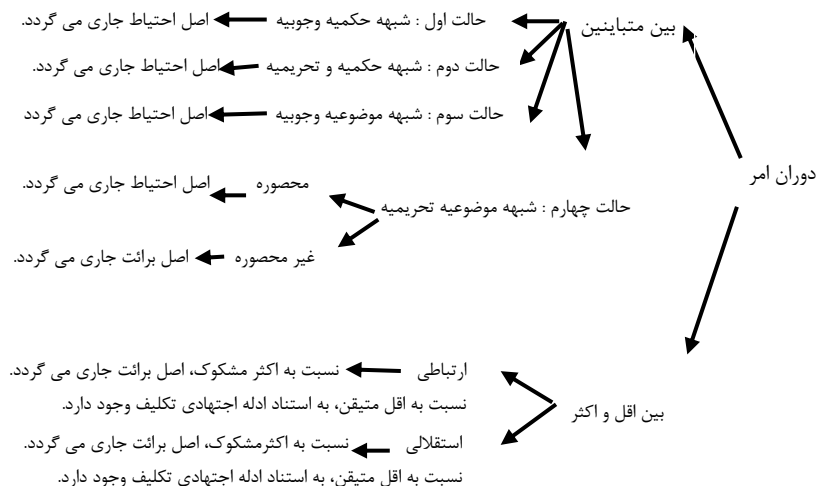 بین متباینین
حالت اول : شبهه حکمیه وجوبیه
اصل احتیاط جاری می گردد.
حالت دوم : شبهه حکمیه و تحریمیه
اصل احتیاط جاری می گردد.
حالت سوم : شبهه موضوعیه وجوبیه
اصل احتیاط جاری می گردد
دوران امر
حالت چهارم : شبهه موضوعیه تحریمیه
محصوره
اصل احتیاط جاری می گردد.
غیر محصوره
اصل برائت جاری می گردد.
بین اقل و اکثر
ارتباطی
نسبت به اکثر مشکوک، اصل برائت جاری می گردد.
نسبت به اقل متیقن، به استناد ادله اجتهادی تکلیف وجود دارد.
استقلالی
نسبت به اکثرمشکوک، اصل برائت جاری می گردد.
نسبت به اقل متیقن، به استناد ادله اجتهادی تکلیف وجود دارد.